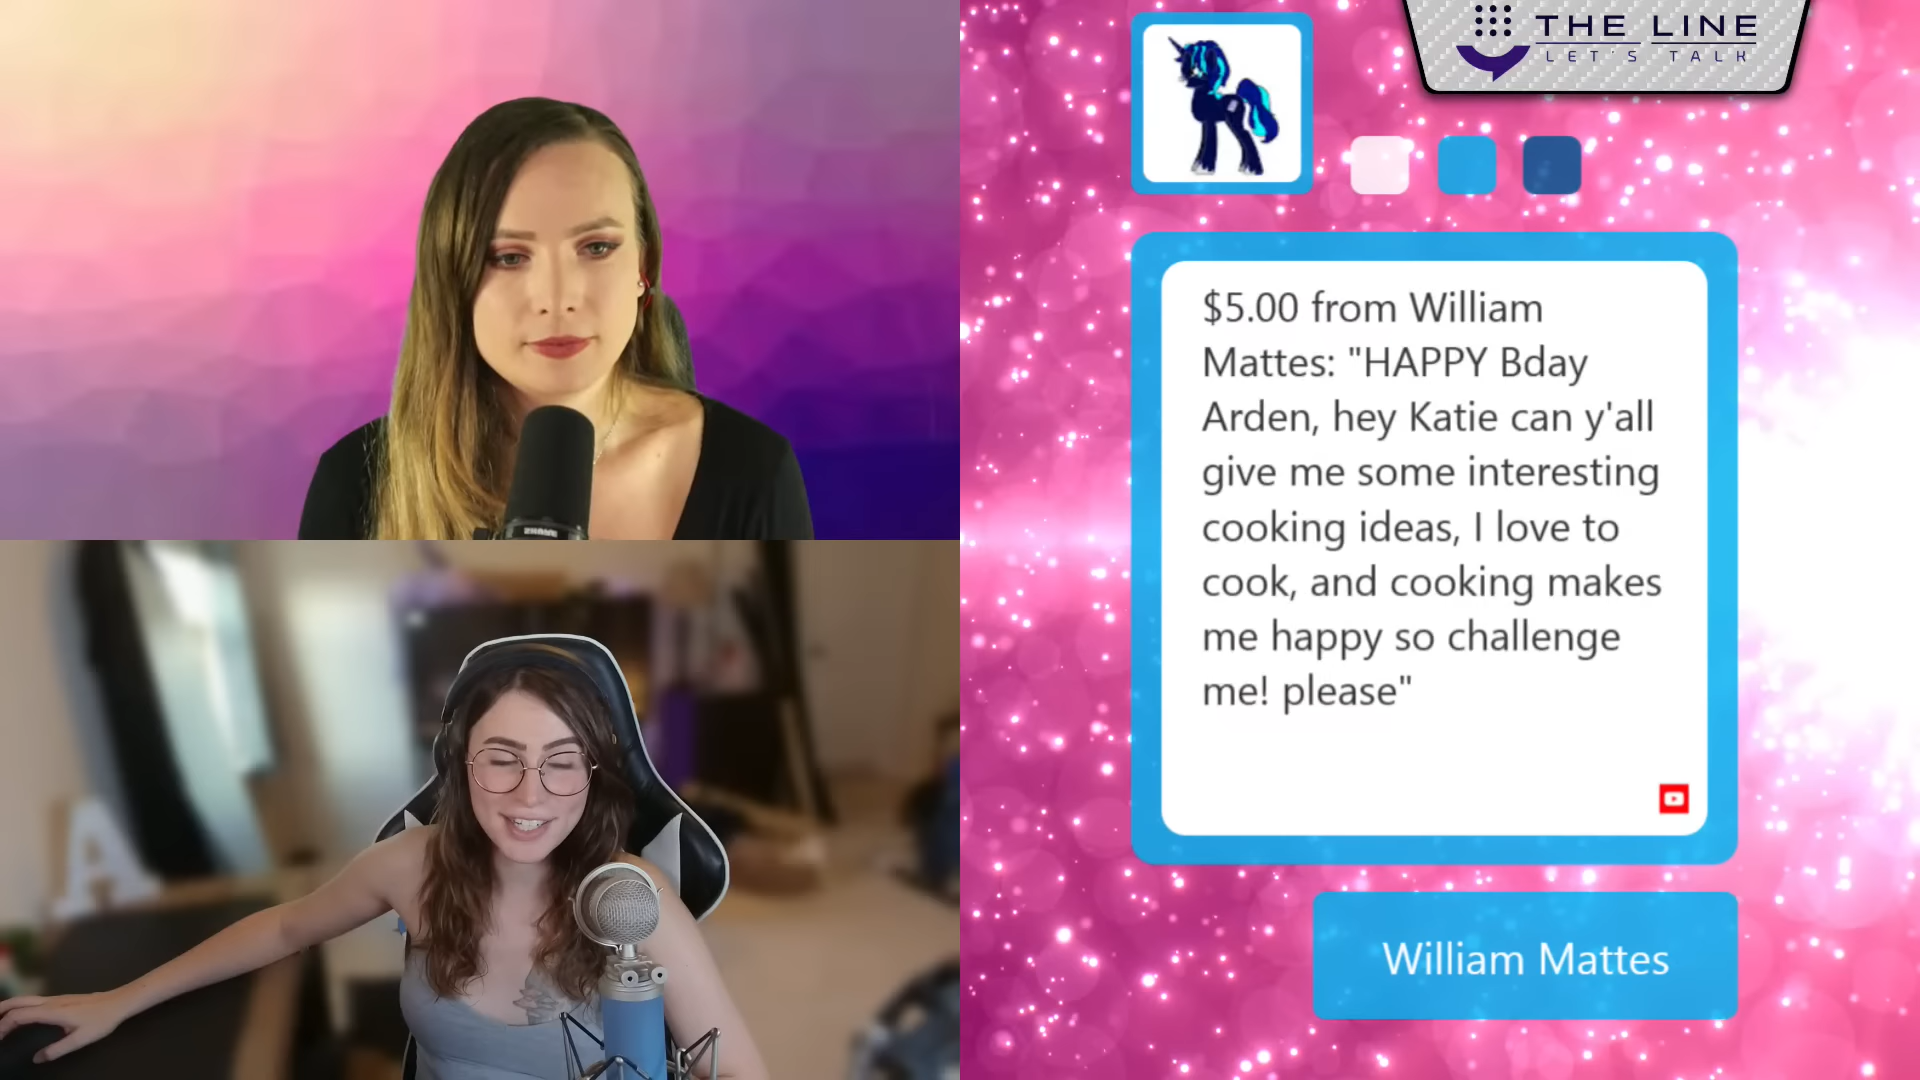 THE LINE
LET'S TALK
$5.00 from William
Mattes: "HAPPY Bday
Arden, hey Katie can y'all
give me some interesting
cooking ideas, I love to
cook, and cooking makes
me happy so challenge
me! please"
William Mattes
A
SHURE